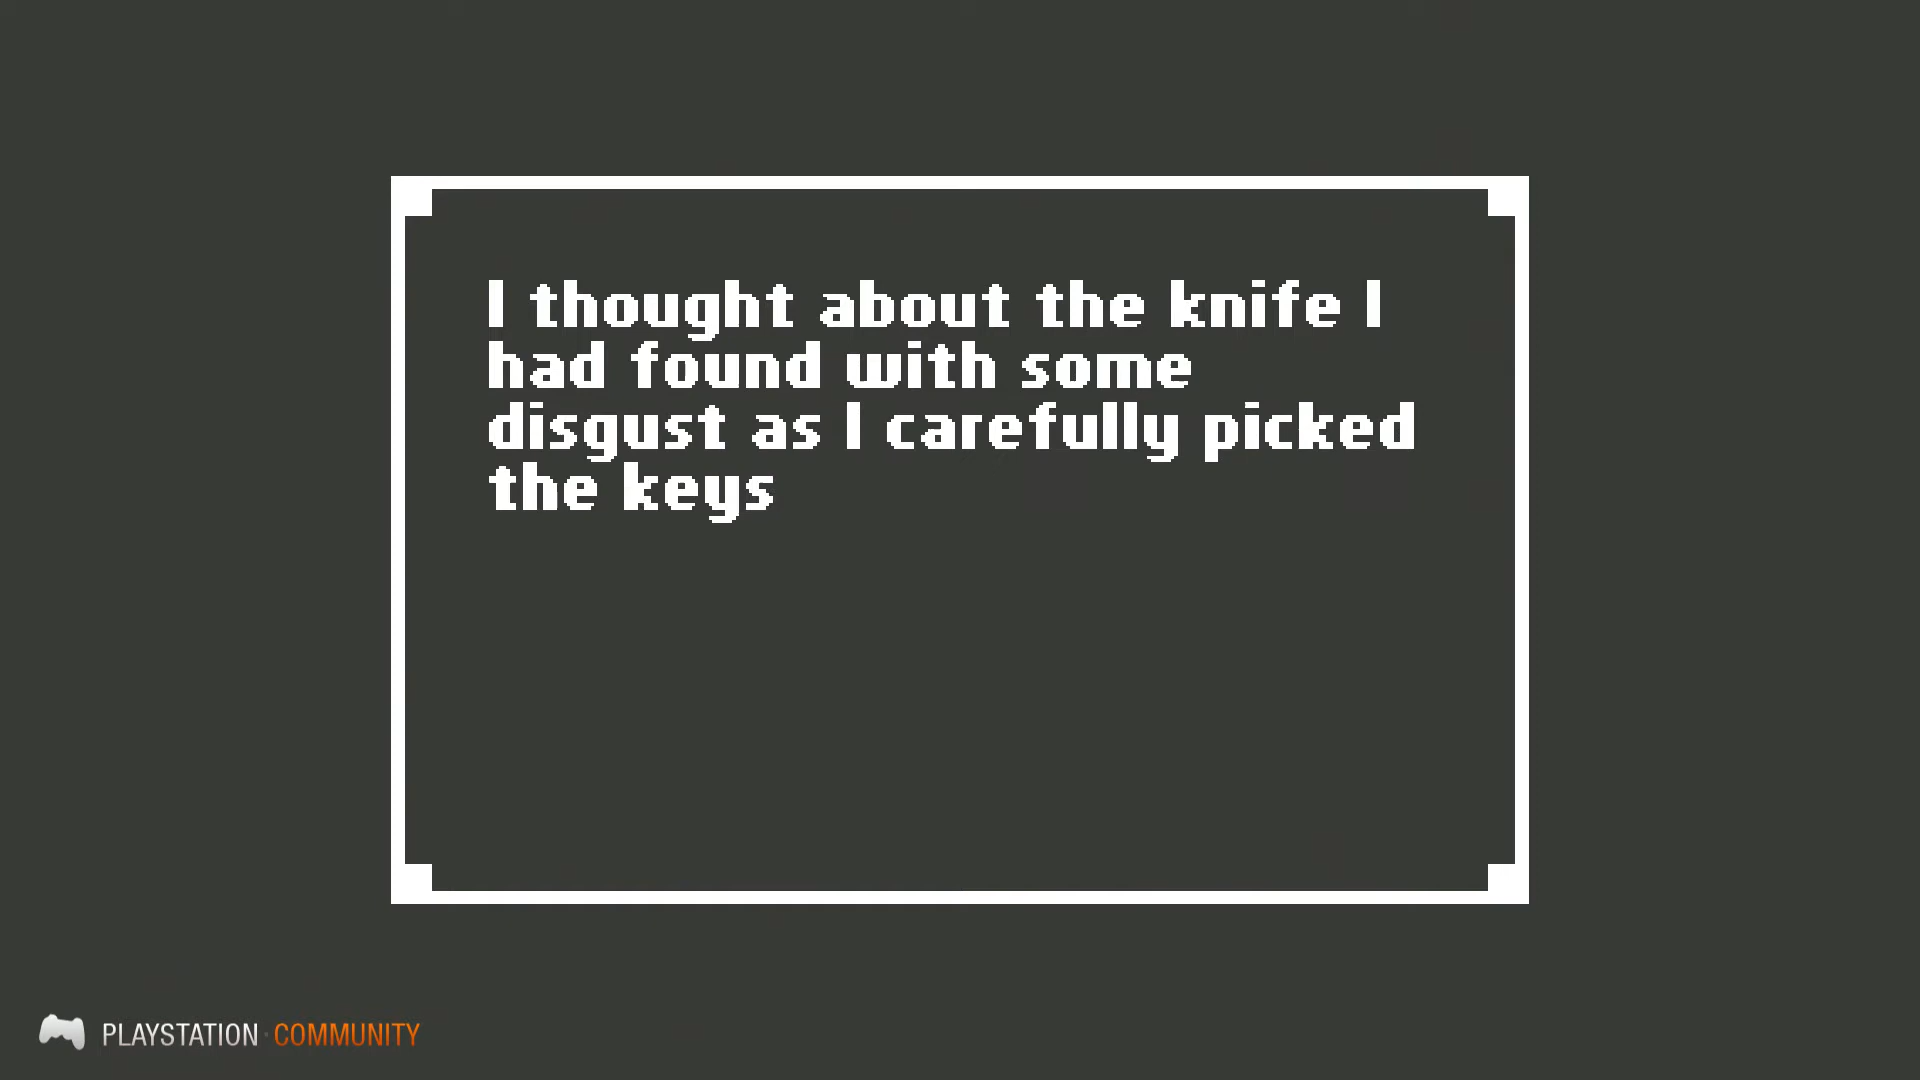 I thought about the knife I
had found with some
disgust as I carefully picked
the keys
PLAYSTATION·COMMUNITY